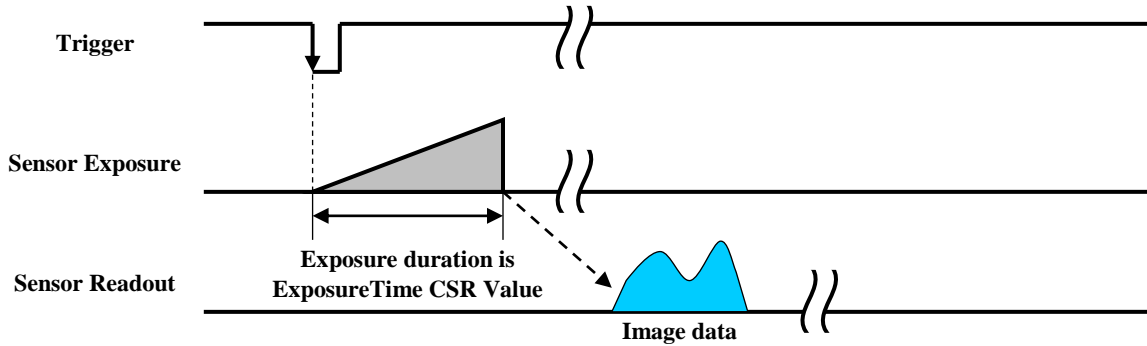 Trigger
Sensor Exposure
Exposure duration is
ExposureTime CSR Value
Sensor Readout
Image data